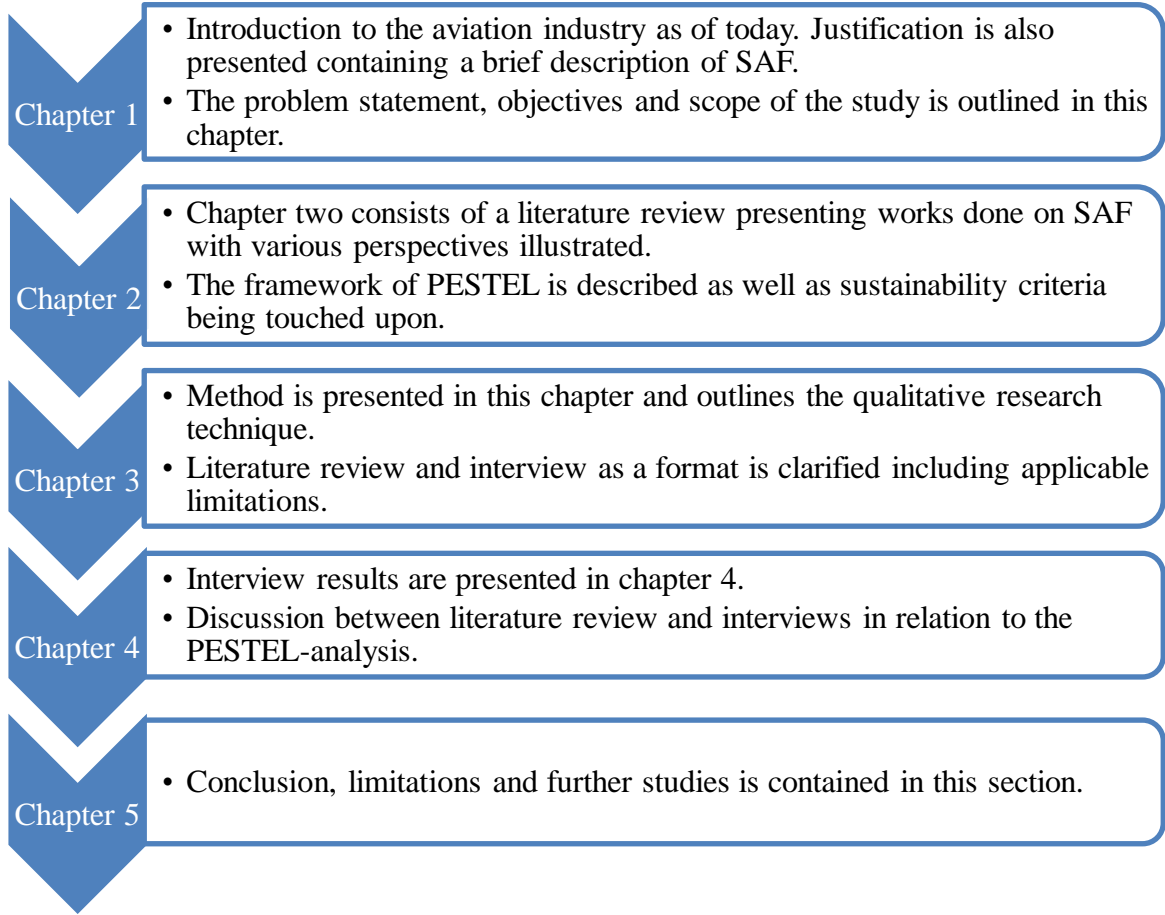 Chapter 1
• Introduction to the aviation industry as of today. Justification is also
presented containing a brief description of SAF.
• The problem statement, objectives and scope of the study is outlined in this
chapter.
Chapter 2
• Chapter two consists of a literature review presenting works done on SAF
with various perspectives illustrated.
• The framework of PESTEL is described as well as sustainability criteria
being touched upon.
Chapter 3
• Method is presented in this chapter and outlines the qualitative research
technique.
• Literature review and interview as a format is clarified including applicable
limitations.
Chapter 4
• Interview results are presented in chapter 4.
• Discussion between literature review and interviews in relation to the
PESTEL-analysis.
Chapter 5
• Conclusion, limitations and further studies is contained in this section.